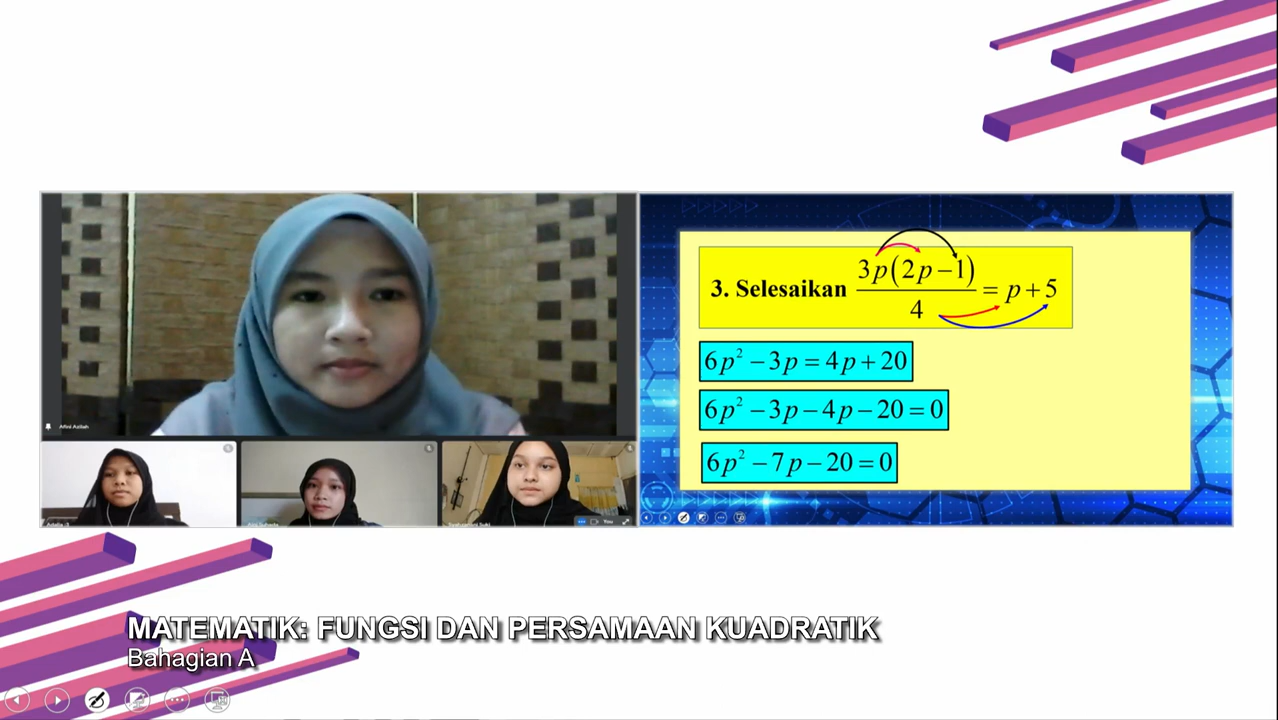 3. Selesaikan 3p(2p−1)/4 = p+5
6p² − 3p = 4p + 20
6p² − 3p − 4p − 20 = 0
6p² − 7p − 20 = 0
You
MATEMATIK: FUNGSI DAN PERSAMAAN KUADRATIK
Bahagian A